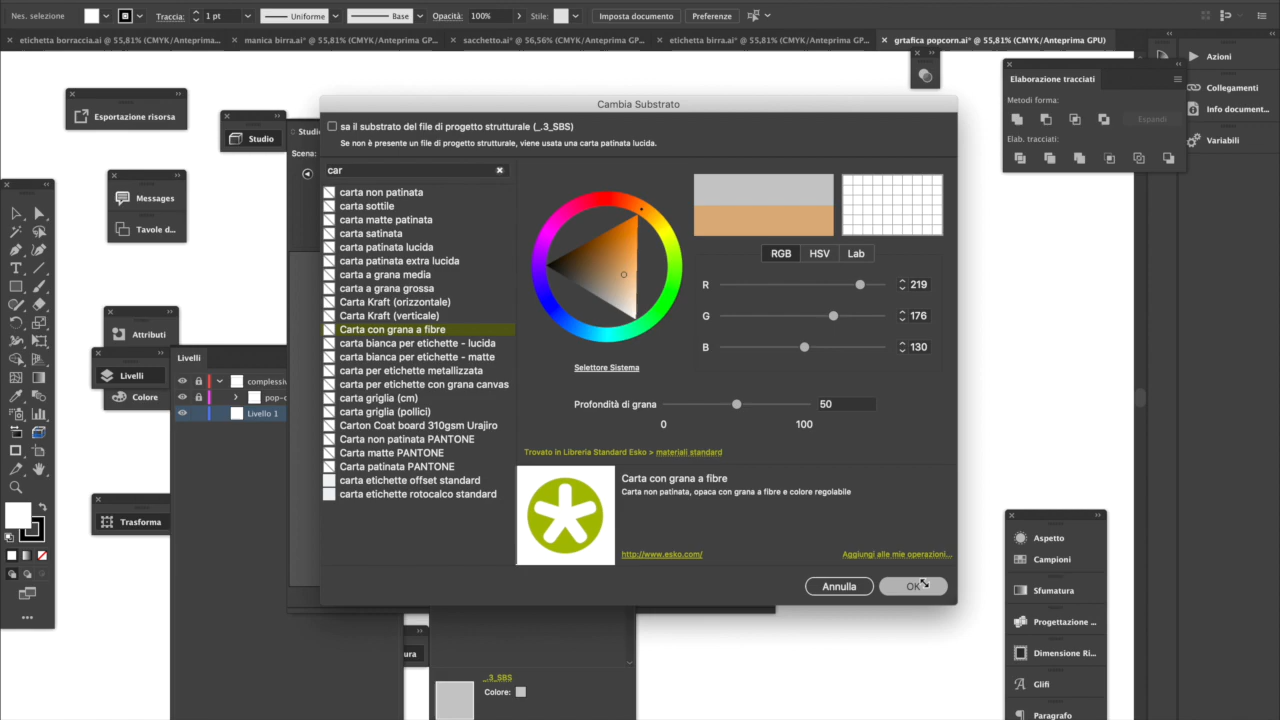 Nes. selezione
Traccia:
1 pt
Uniforme
Base
Opacità:
100%
Stile:
Imposta documento
Preferenze
etichetta borraccia.ai @ 55,81% (CMYK/Anteprima...
manica birra.ai* @ 55,81% (CMYK/Anteprima GP...
sacchetto.ai* @ 56,56% (CMYK/Anteprima GPU...
etichetta birra.ai* @ 55,81% (CMYK/Anteprima GP...
grtafica popcorn.ai* @ 55,81% (CMYK/Anteprima GPU)
Esportazione risorsa
Studio
Studio
Scena:
Messages
Tavole d...
Attributi
Livelli
Colore
Trasforma
Livelli
complessiv
pop-c
Livello 1
Cambia Substrato
sa il substrato del file di progetto strutturale (_.3_SBS)
Se non è presente un file di progetto strutturale, viene usata una carta patinata lucida.
car
carta non patinata
carta sottile
carta matte patinata
carta satinata
carta patinata lucida
carta patinata extra lucida
carta a grana media
carta a grana grossa
Carta Kraft (orizzontale)
Carta Kraft (verticale)
Carta con grana a fibre
carta bianca per etichette - lucida
carta bianca per etichette - matte
carta per etichette metallizzata
carta per etichette con grana canvas
carta griglia (cm)
carta griglia (pollici)
Carton Coat board 310gsm Urajiro
Carta non patinata PANTONE
Carta matte PANTONE
Carta patinata PANTONE
carta etichette offset standard
carta etichette rotocalco standard
Selettore Sistema
RGB
HSV
Lab
R
219
G
176
B
130
Profondità di grana
50
0
100
Trovato in Libreria Standard Esko > materiali standard
Carta con grana a fibre
Carta non patinata, opaca con grana a fibre e colore regolabile
http://www.esko.com/
Aggiungi alle mie operazioni...
Annulla
OK
ura
_.3_SBS
Colore:
Elaborazione tracciati
Metodi forma:
Espandi
Elab. tracciati:
Azioni
Collegamenti
Info document...
Variabili
Aspetto
Campioni
Sfumatura
Progettazione ...
Dimensione Ri...
Glifi
Paragrafo